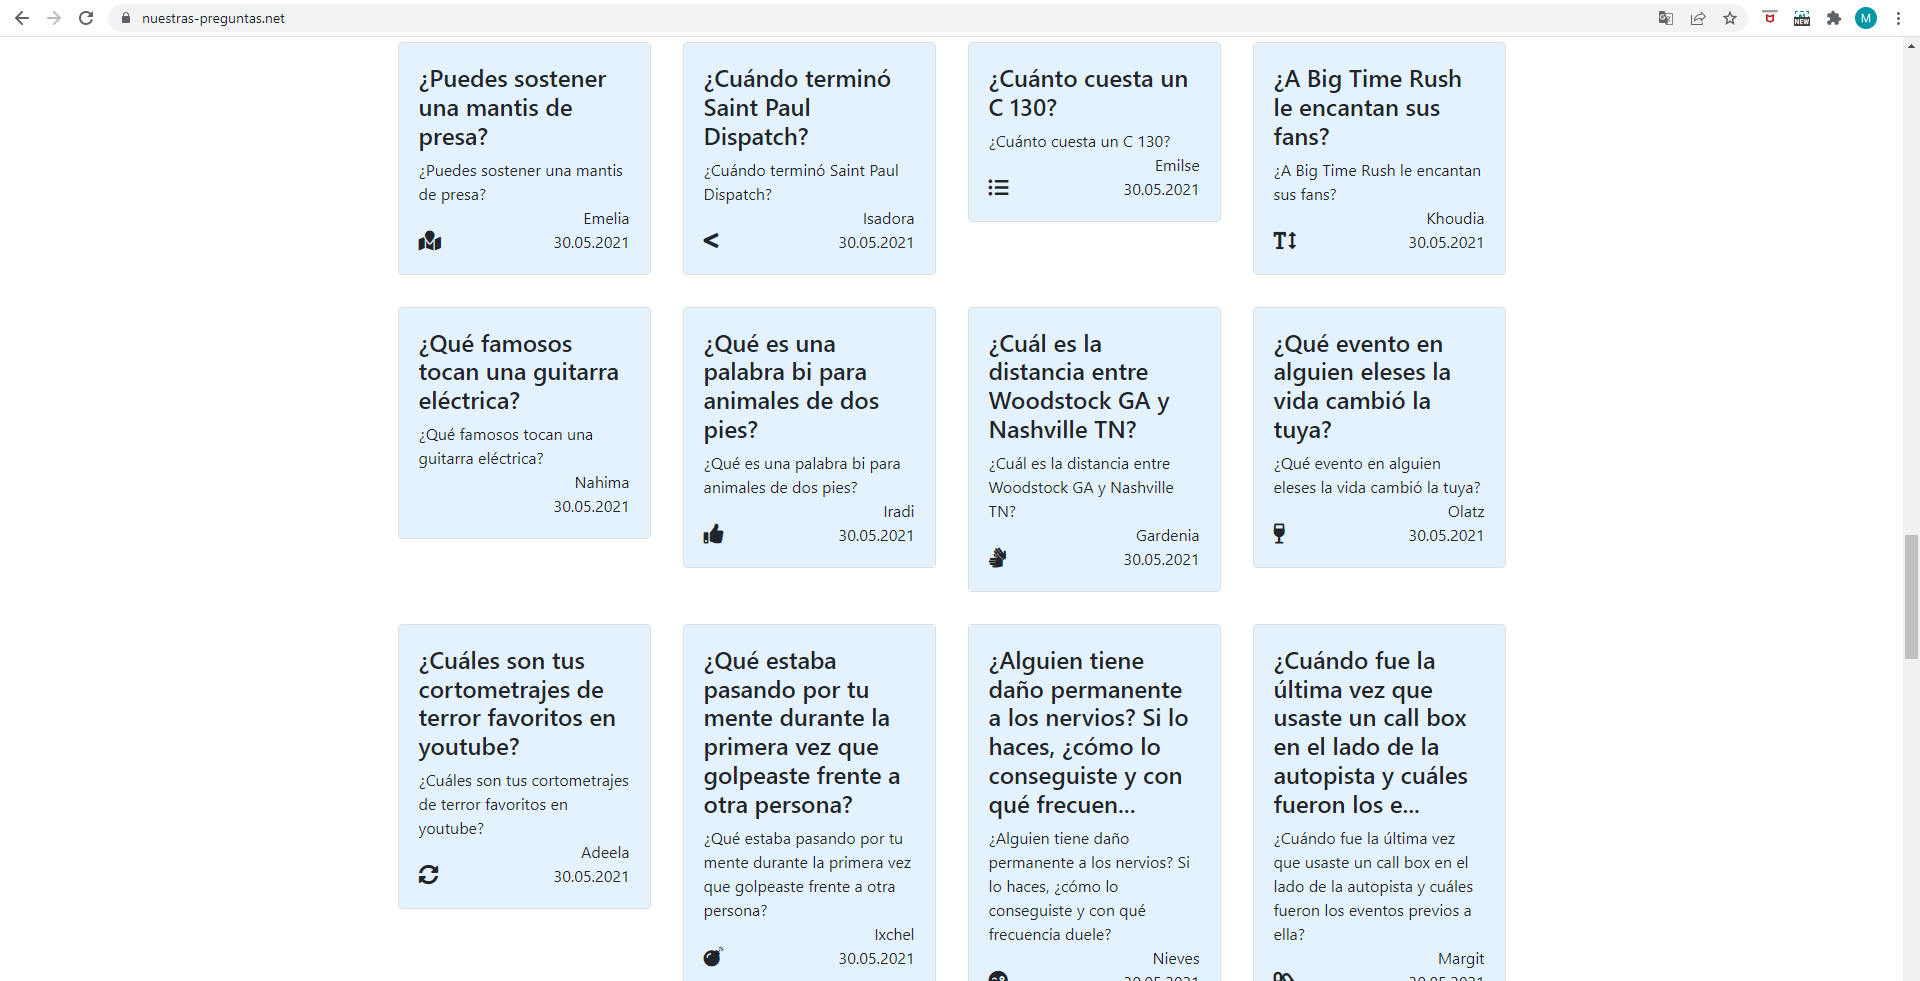 nuestras-preguntas.net
M
¿Puedes sostener
una mantis de
presa?
¿Puedes sostener una mantis
de presa?
Emelia
30.05.2021
¿Cuándo terminó
Saint Paul
Dispatch?
¿Cuándo terminó Saint Paul
Dispatch?
Isadora
30.05.2021
¿Cuánto cuesta un
C 130?
¿Cuánto cuesta un C 130?
Emilse
30.05.2021
¿A Big Time Rush
le encantan sus
fans?
¿A Big Time Rush le encantan
sus fans?
Khoudia
30.05.2021
¿Qué famosos
tocan una guitarra
eléctrica?
¿Qué famosos tocan una
guitarra eléctrica?
Nahima
30.05.2021
¿Qué es una
palabra bi para
animales de dos
pies?
¿Qué es una palabra bi para
animales de dos pies?
Iradi
30.05.2021
¿Cuál es la
distancia entre
Woodstock GA y
Nashville TN?
¿Cuál es la distancia entre
Woodstock GA y Nashville
TN?
Gardenia
30.05.2021
¿Qué evento en
alguien eleses la
vida cambió la
tuya?
¿Qué evento en alguien
eleses la vida cambió la tuya?
Olatz
30.05.2021
¿Cuáles son tus
cortometrajes de
terror favoritos en
youtube?
¿Cuáles son tus cortometrajes
de terror favoritos en
youtube?
Adeela
30.05.2021
¿Qué estaba
pasando por tu
mente durante la
primera vez que
golpeaste frente a
otra persona?
¿Qué estaba pasando por tu
mente durante la primera vez
que golpeaste frente a otra
persona?
Ixchel
30.05.2021
¿Alguien tiene
daño permanente
a los nervios? Si lo
haces, ¿cómo lo
conseguiste y con
qué frecuen...
¿Alguien tiene daño
permanente a los nervios? Si
lo haces, ¿cómo lo
conseguiste y con qué
frecuencia duele?
Nieves
30.05.2021
¿Cuándo fue la
última vez que
usaste un call box
en el lado de la
autopista y cuáles
fueron los e...
¿Cuándo fue la última vez
que usaste un call box en el
lado de la autopista y cuáles
fueron los eventos previos a
ella?
Margit
30.05.2021